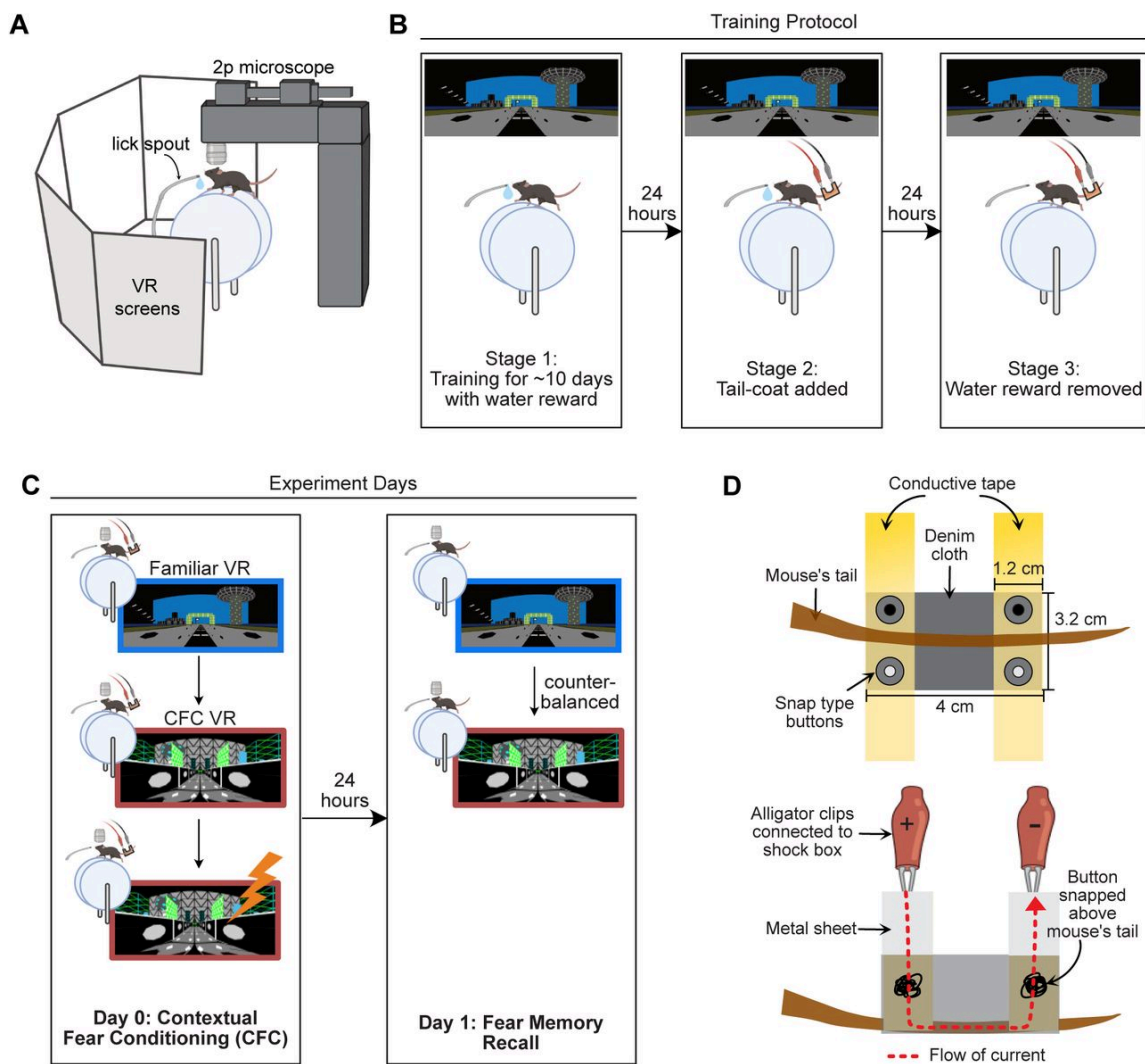 A
2p microscope
lick spout
VR
screens
B
Training Protocol
24
hours
24
hours
Stage 1:
Training for ~10 days
with water reward
Stage 2:
Tail-coat added
Stage 3:
Water reward removed
C
Experiment Days
Familiar VR
CFC VR
24
hours
counter-
balanced
Day 0: Contextual
Fear Conditioning (CFC)
Day 1: Fear Memory
Recall
D
Conductive tape
Denim
cloth
1.2 cm
Mouse's tail
3.2 cm
Snap type
buttons
4 cm
Alligator clips
connected to
shock box
+
−
Button
snapped
above
mouse's tail
Metal sheet
Flow of current